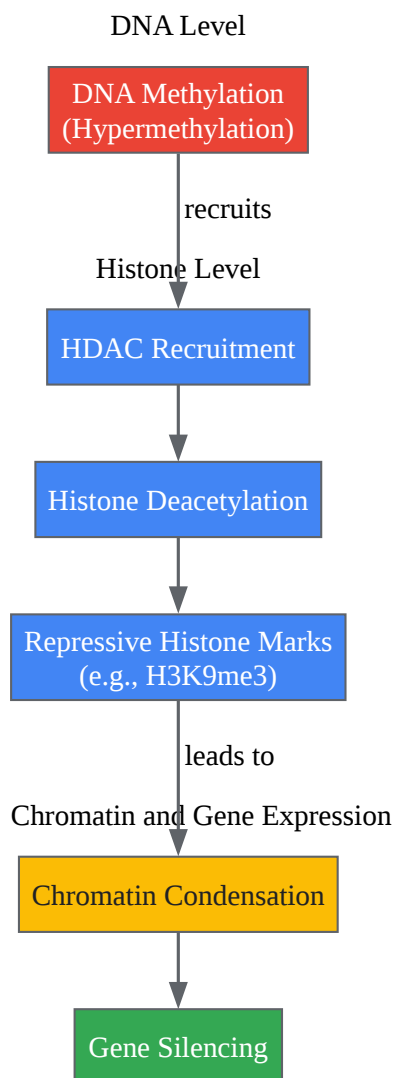 DNA Level
DNA Methylation
(Hypermethylation)
recruits
Histone Level
HDAC Recruitment
Histone Deacetylation
Repressive Histone Marks
(e.g., H3K9me3)
leads to
Chromatin and Gene Expression
Chromatin Condensation
Gene Silencing